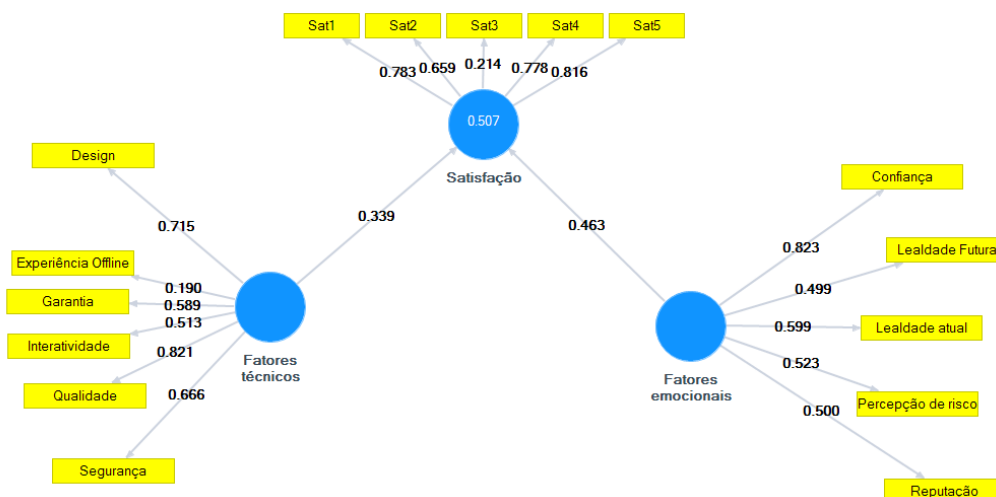 Sat1 Sat2 Sat3 Sat4 Sat5
0.783 0.659 0.214 0.778 0.816
0.507
Satisfação
Design
0.715
0.339
Experiência Offline
0.190
Garantia
0.589
Interatividade
0.513
Qualidade
0.821
Segurança
0.666
Fatores
técnicos
0.463
Confiança
0.823
Lealdade Futura
0.499
Lealdade atual
0.599
Percepção de risco
0.523
Reputação
0.500
Fatores
emocionais